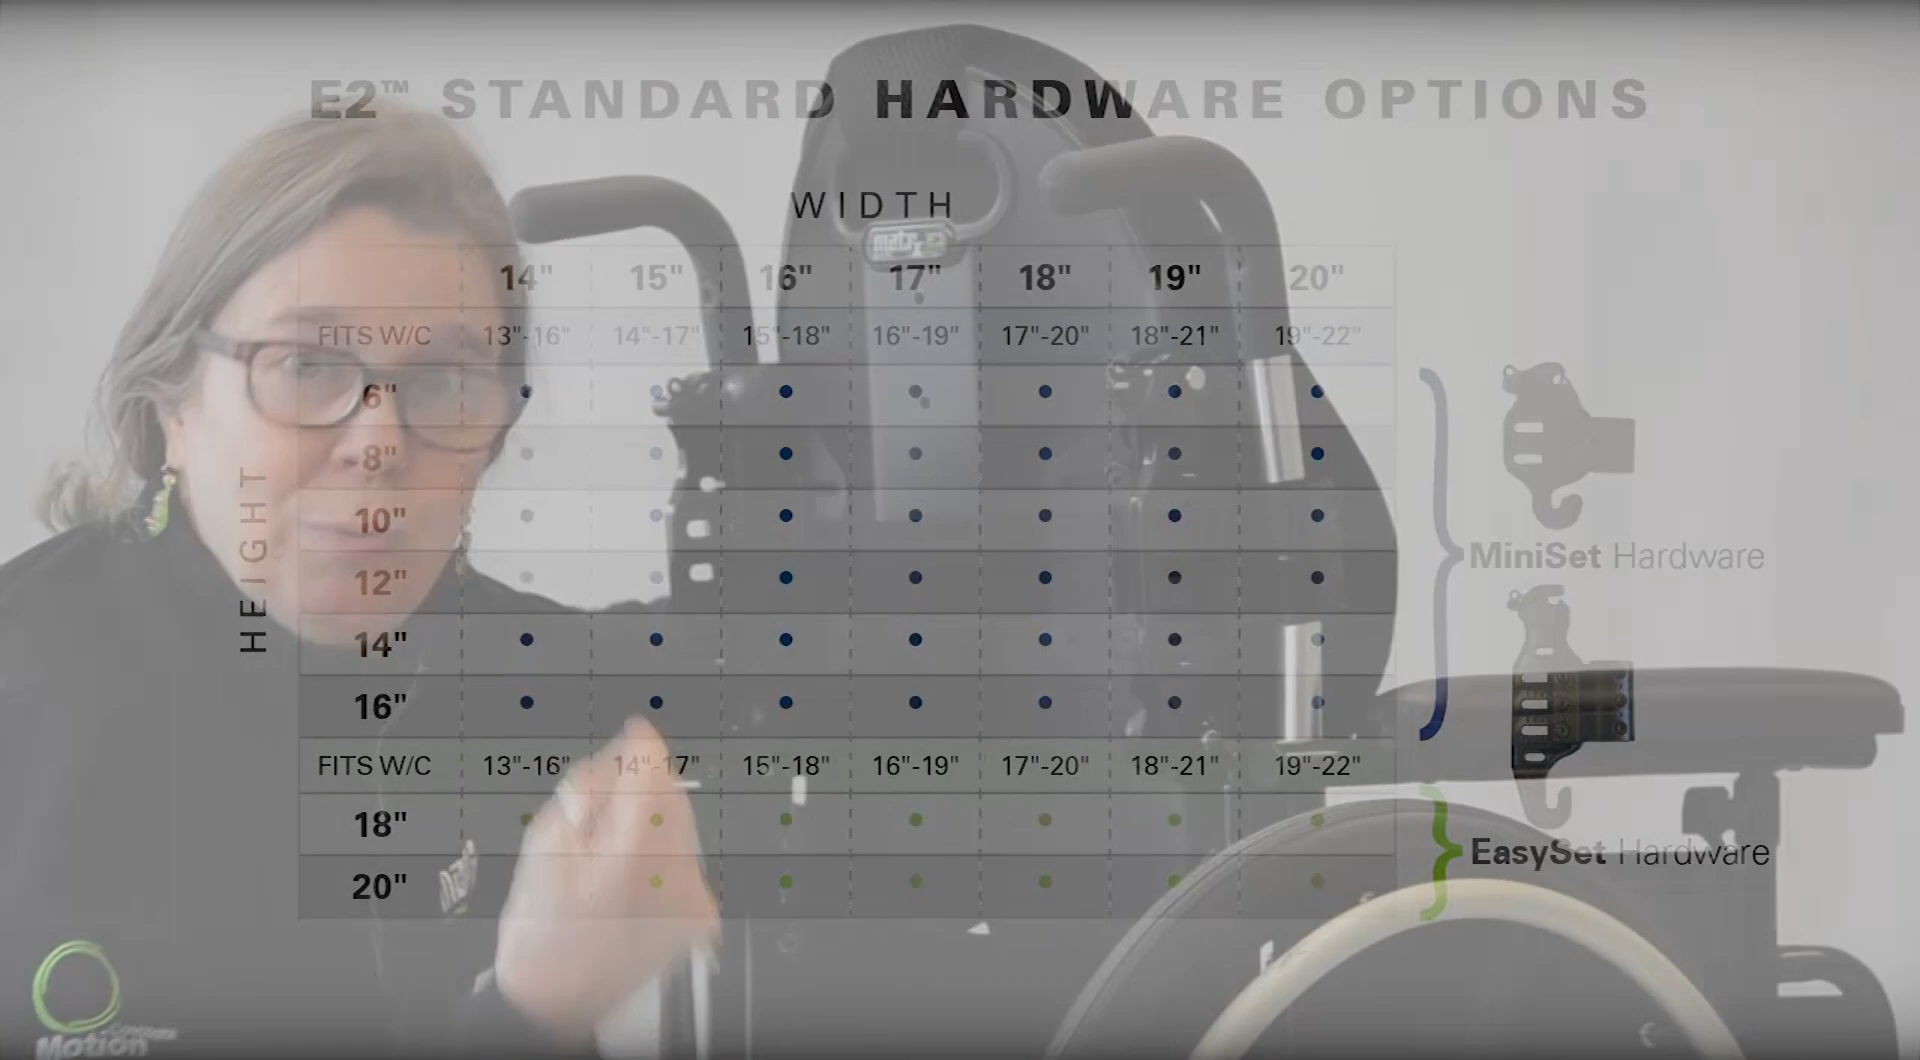 E2™ STANDARD HARDWARE OPTIONS
WIDTH
14" 15" 16" 17" 18" 19" 20"
FITS W/C 13"-16" 14"-17" 15"-18" 16"-19" 17"-20" 18"-21" 19"-22"
6"
8"
10"
12"
14"
16"
FITS W/C 13"-16" 14"-17" 15"-18" 16"-19" 17"-20" 18"-21" 19"-22"
18"
20"
HEIGHT
MiniSet Hardware
EasySet Hardware
matrx
Motion